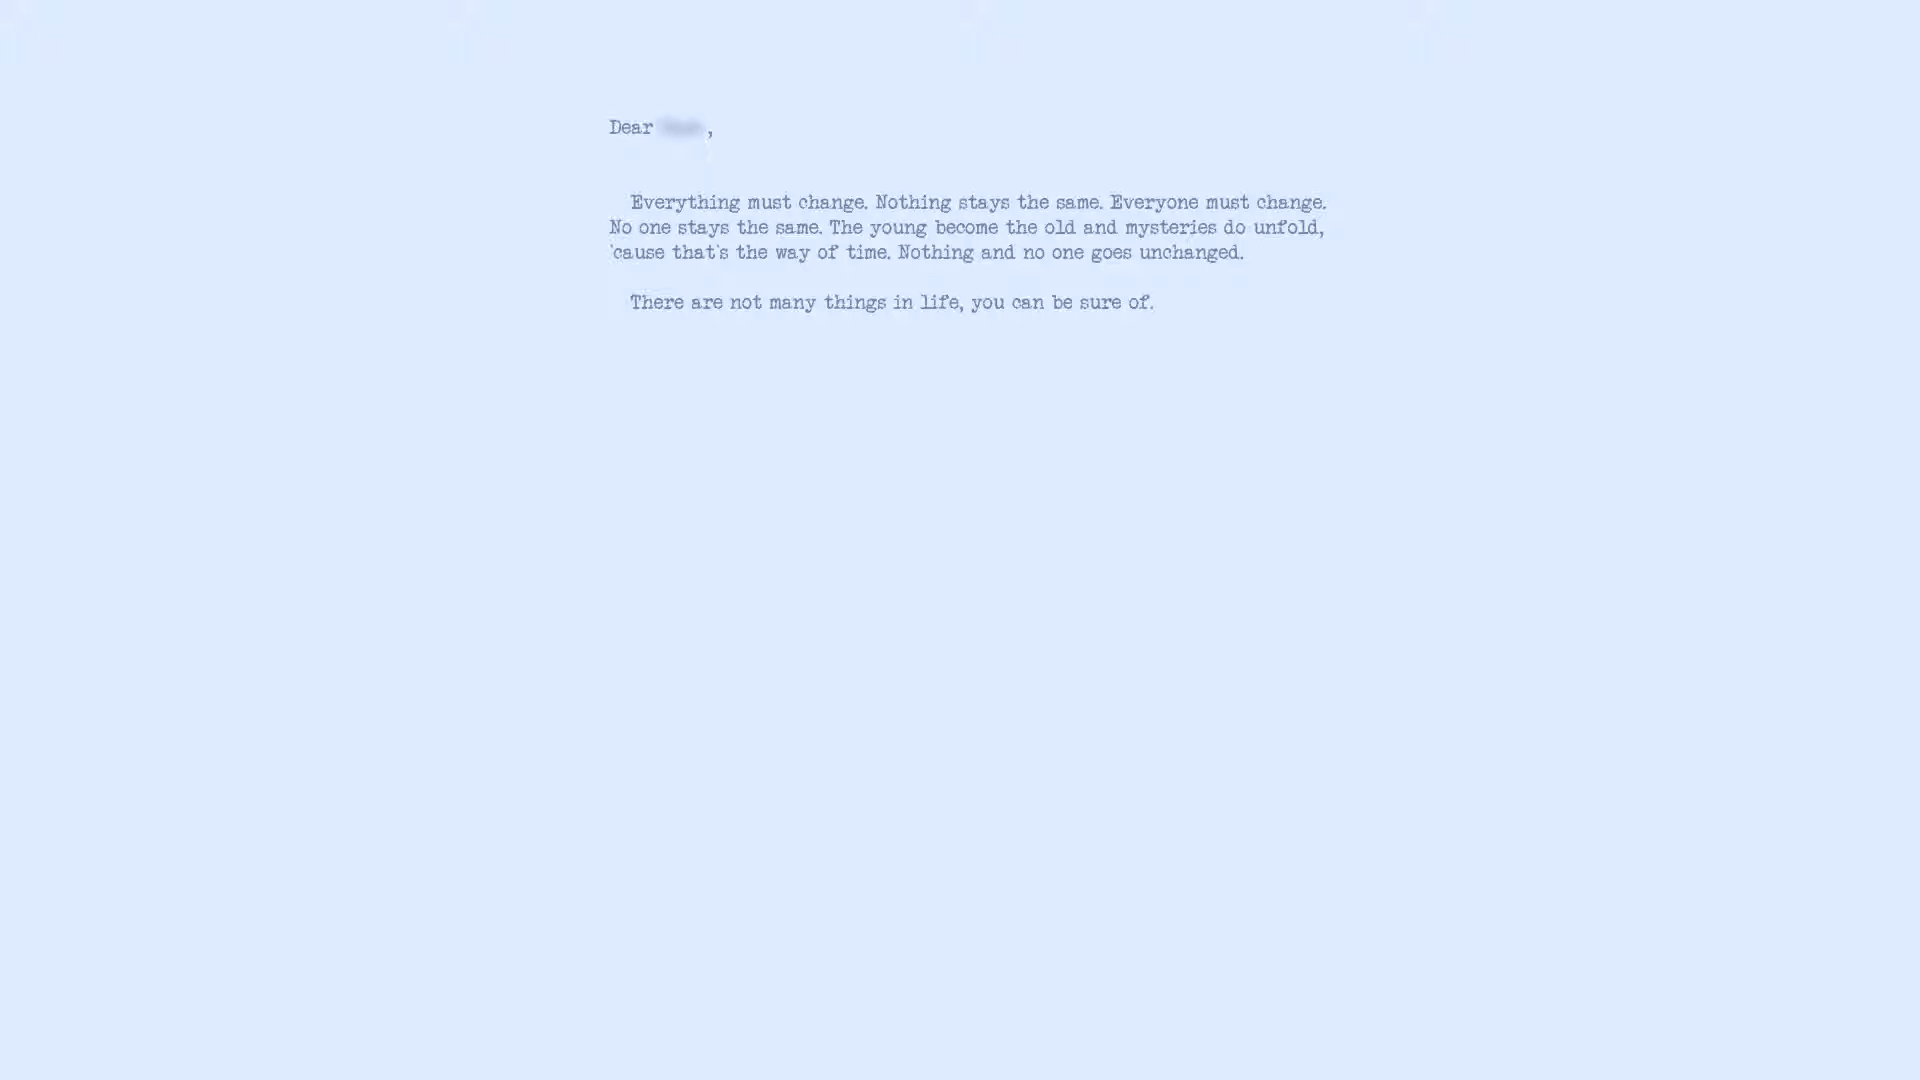 Dear ,
Everything must change. Nothing stays the same. Everyone must change.
No one stays the same. The young become the old and mysteries do unfold,
'cause that's the way of time. Nothing and no one goes unchanged.
There are not many things in life, you can be sure of.